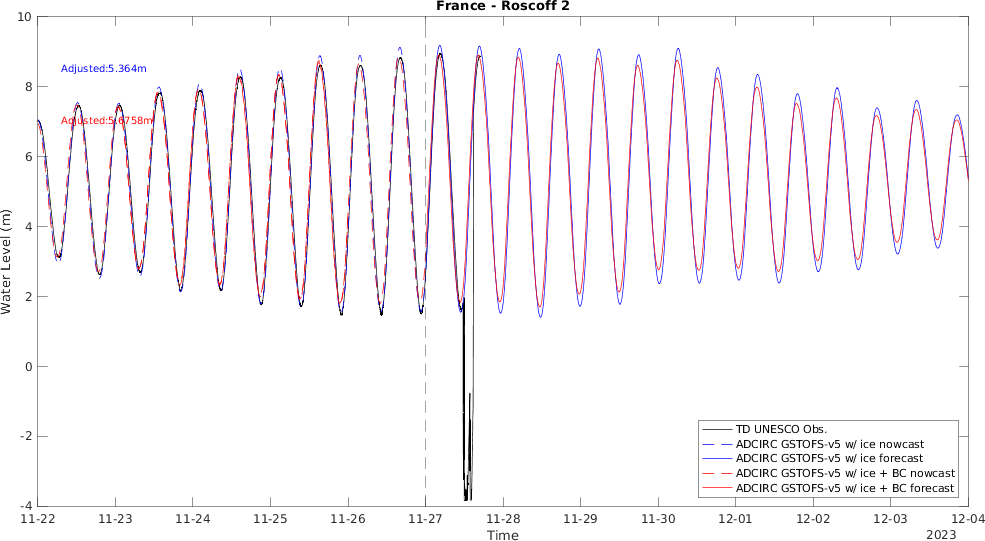 France - Roscoff 2
10
8
6
4
2
0
-2
-4
Water Level (m)
Adjusted:5.364m
Adjusted:5.6758m
TD UNESCO Obs.
ADCIRC GSTOFS-v5 w/ ice nowcast
ADCIRC GSTOFS-v5 w/ ice forecast
ADCIRC GSTOFS-v5 w/ ice + BC nowcast
ADCIRC GSTOFS-v5 w/ ice + BC forecast
11-22 11-23 11-24 11-25 11-26 11-27 11-28 11-29 11-30 12-01 12-02 12-03 12-04
Time
2023